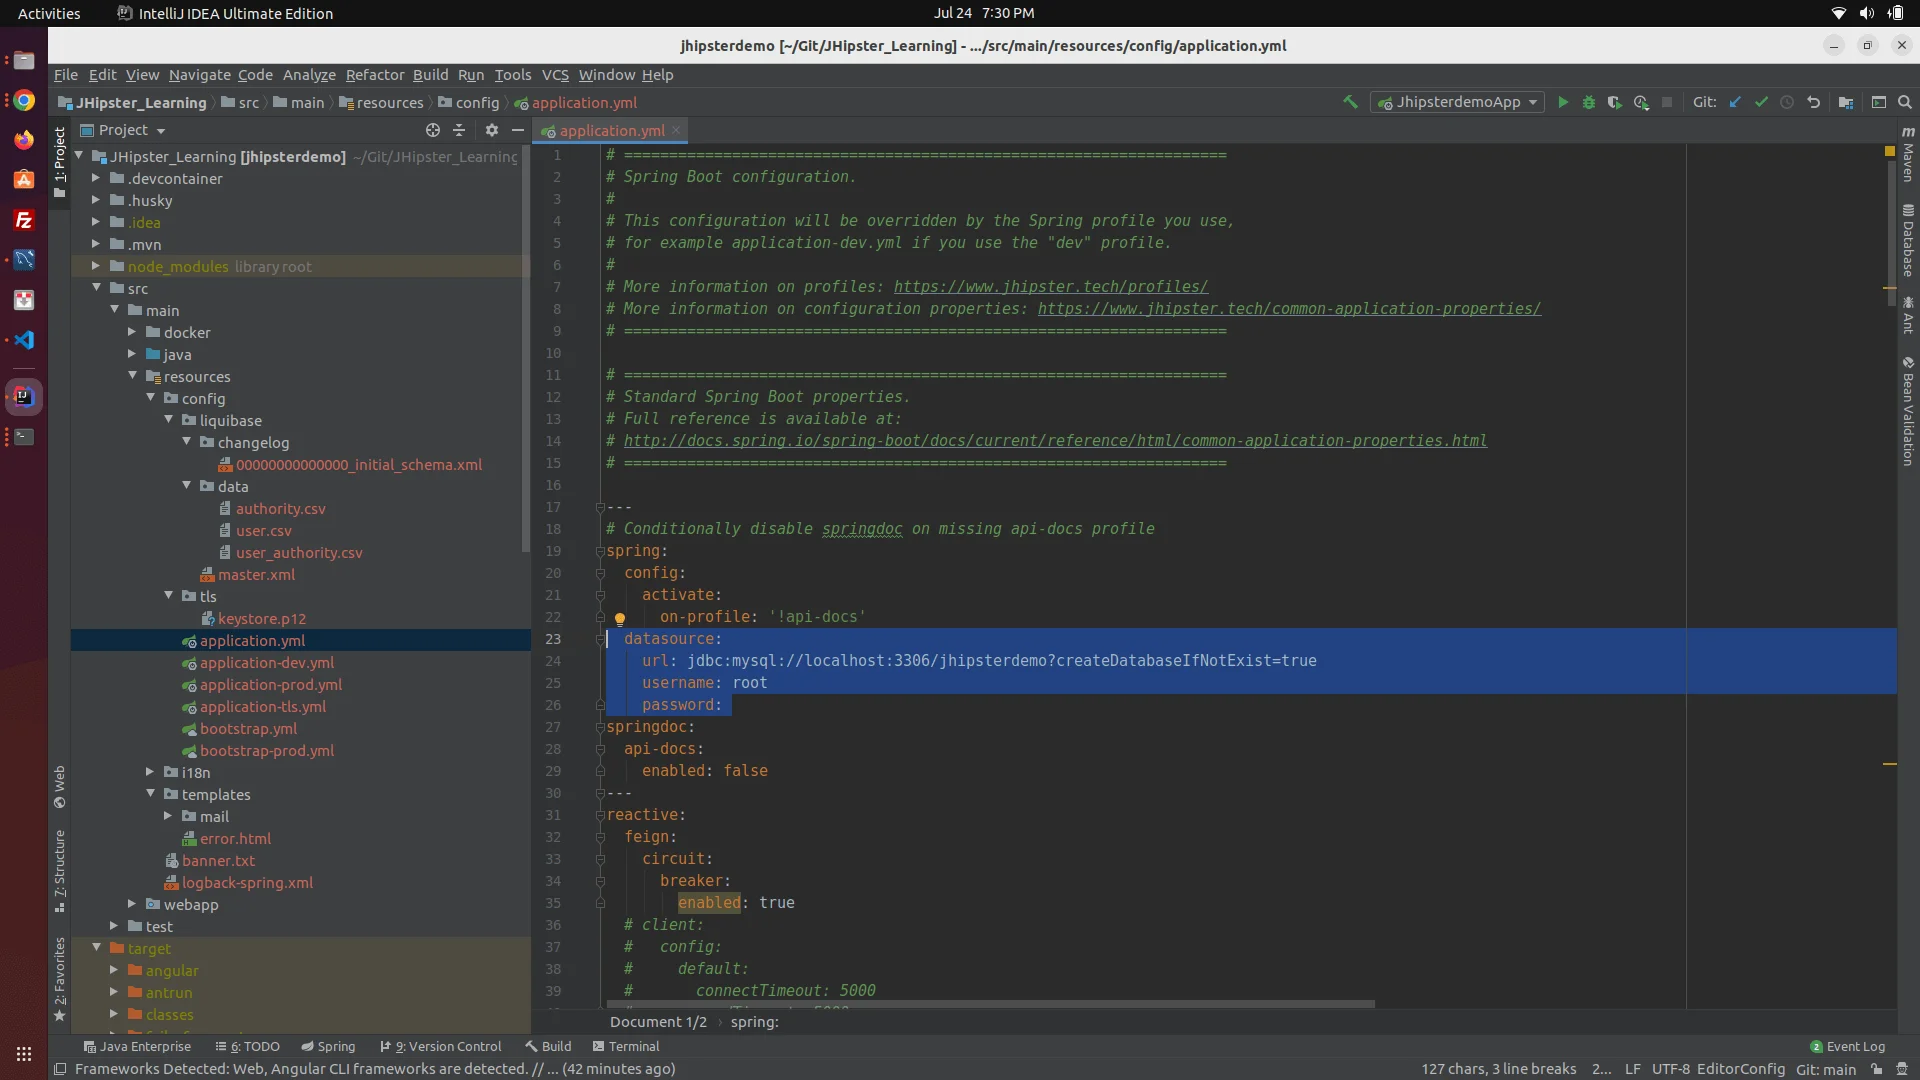 Activities
IntelliJ IDEA Ultimate Edition
Jul 24 7:30 PM
jhipsterdemo [~/Git/JHipster_Learning] - .../src/main/resources/config/application.yml
File Edit View Navigate Code Analyze Refactor Build Run Tools VCS Window Help
JHipster_Learning src main resources config application.yml
JhipsterdemoApp
Git:
1: Project
Project
JHipster_Learning [jhipsterdemo] ~/Git/JHipster_Learning
.devcontainer
.husky
.idea
.mvn
node_modules library root
src
main
docker
java
resources
config
liquibase
changelog
00000000000000_initial_schema.xml
data
authority.csv
user.csv
user_authority.csv
master.xml
tls
keystore.p12
application.yml
application-dev.yml
application-prod.yml
application-tls.yml
bootstrap.yml
bootstrap-prod.yml
i18n
templates
mail
error.html
banner.txt
logback-spring.xml
webapp
test
target
angular
antrun
classes
Web
7: Structure
2: Favorites
application.yml
1 # ===================================================================
2 # Spring Boot configuration.
3 #
4 # This configuration will be overridden by the Spring profile you use,
5 # for example application-dev.yml if you use the "dev" profile.
6 #
7 # More information on profiles: https://www.jhipster.tech/profiles/
8 # More information on configuration properties: https://www.jhipster.tech/common-application-properties/
9 # ===================================================================
10
11 # ===================================================================
12 # Standard Spring Boot properties.
13 # Full reference is available at:
14 # http://docs.spring.io/spring-boot/docs/current/reference/html/common-application-properties.html
15 # ===================================================================
16
17 ---
18 # Conditionally disable springdoc on missing api-docs profile
19 spring:
20 config:
21 activate:
22 on-profile: '!api-docs'
23 datasource:
24 url: jdbc:mysql://localhost:3306/jhipsterdemo?createDatabaseIfNotExist=true
25 username: root
26 password:
27 springdoc:
28 api-docs:
29 enabled: false
30 ---
31 reactive:
32 feign:
33 circuit:
34 breaker:
35 enabled: true
36 # client:
37 # config:
38 # default:
39 # connectTimeout: 5000
Document 1/2 spring:
m Maven
Database
Ant
Bean Validation
Java Enterprise 6: TODO Spring 9: Version Control Build Terminal
2 Event Log
Frameworks Detected: Web, Angular CLI frameworks are detected. // ... (42 minutes ago)
127 chars, 3 line breaks 2... LF UTF-8 EditorConfig Git: main